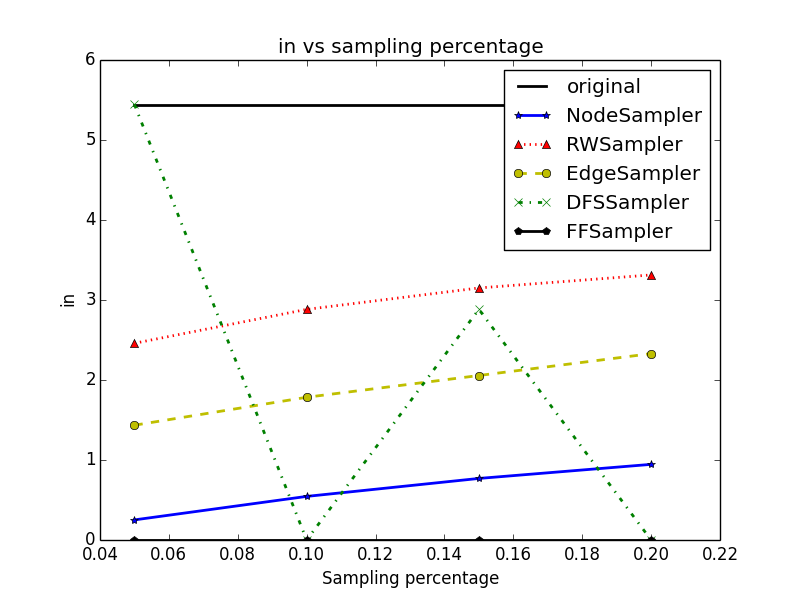 in vs sampling percentage
6
5
4
3
2
1
0
in
original
NodeSampler
RWSampler
EdgeSampler
DFSSampler
FFSampler
0.04 0.06 0.08 0.10 0.12 0.14 0.16 0.18 0.20 0.22
Sampling percentage